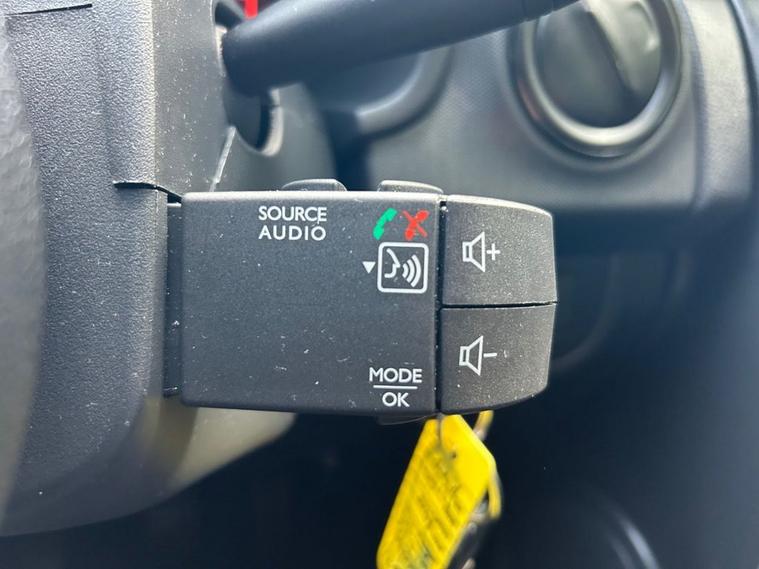 SOURCE
AUDIO
+
-
MODE
OK